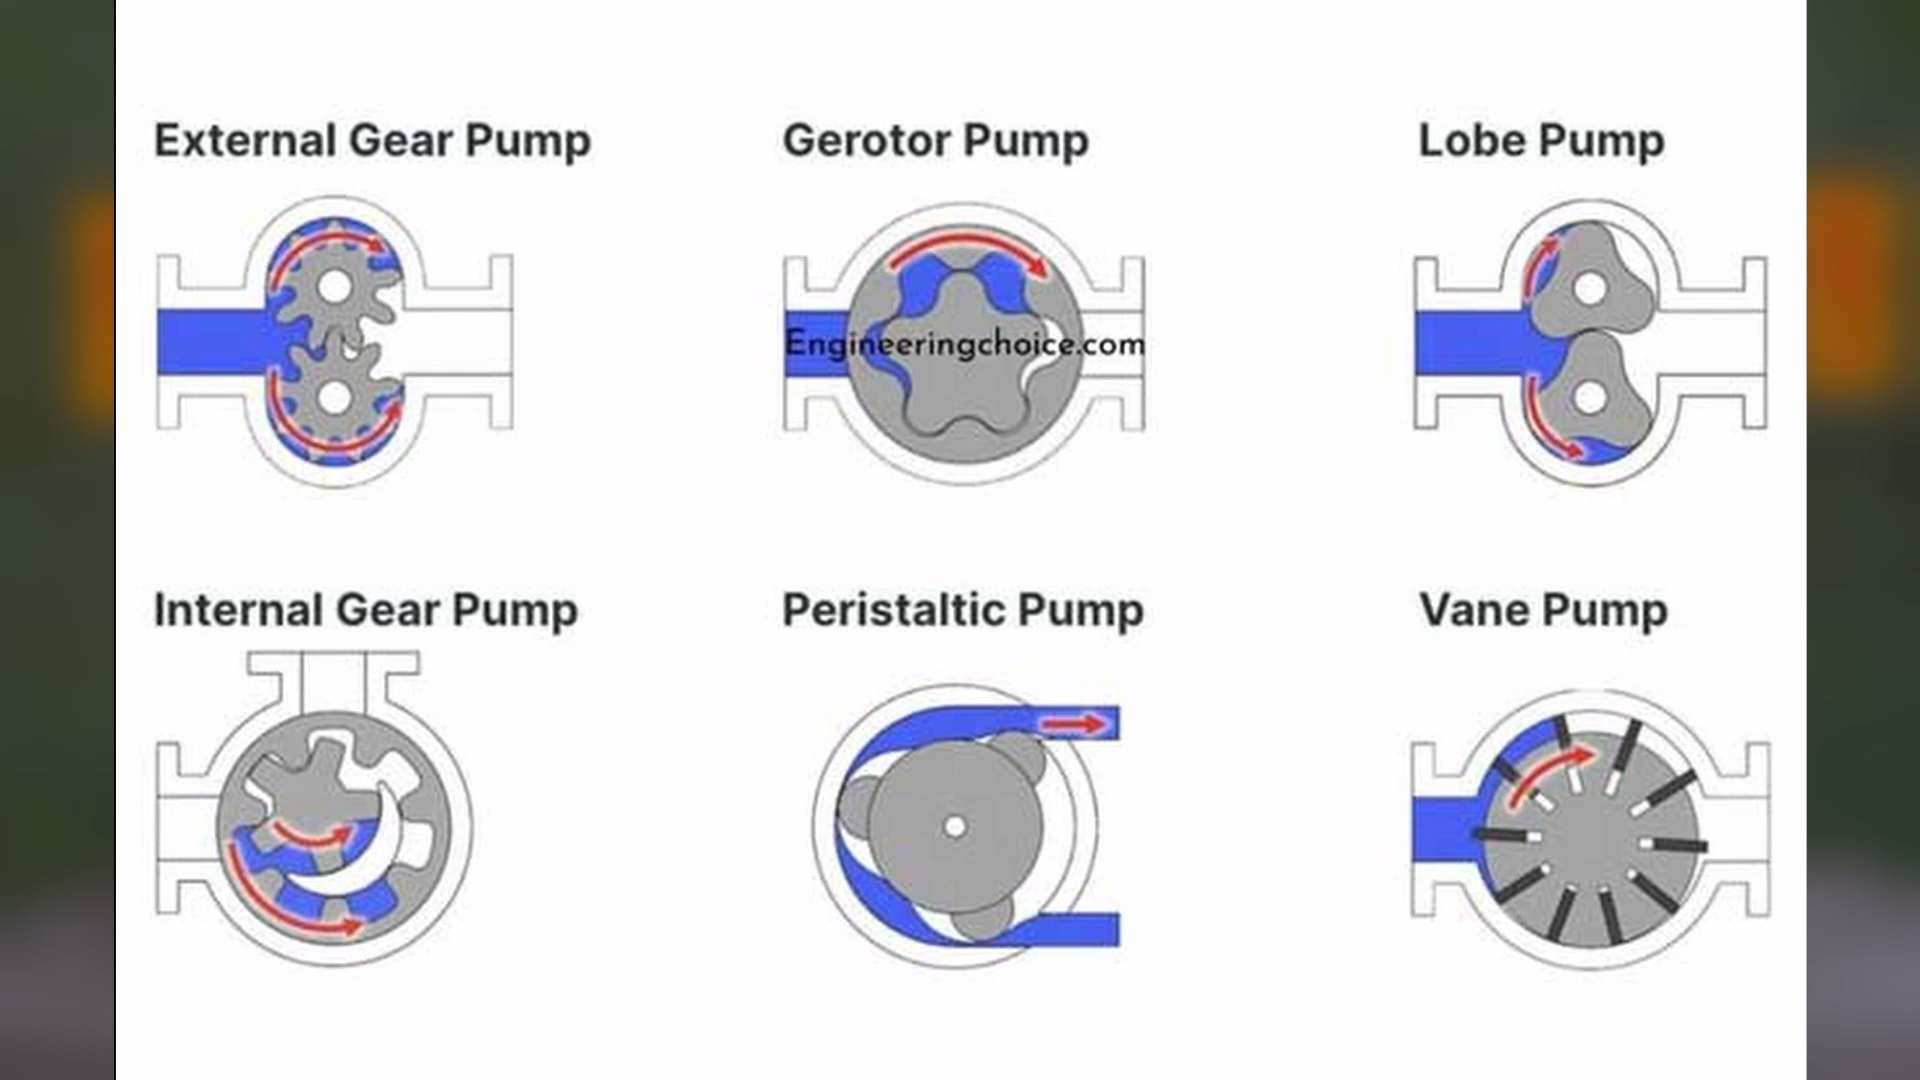 External Gear Pump
Gerotor Pump
Lobe Pump
Engineeringchoice.com
Internal Gear Pump
Peristaltic Pump
Vane Pump